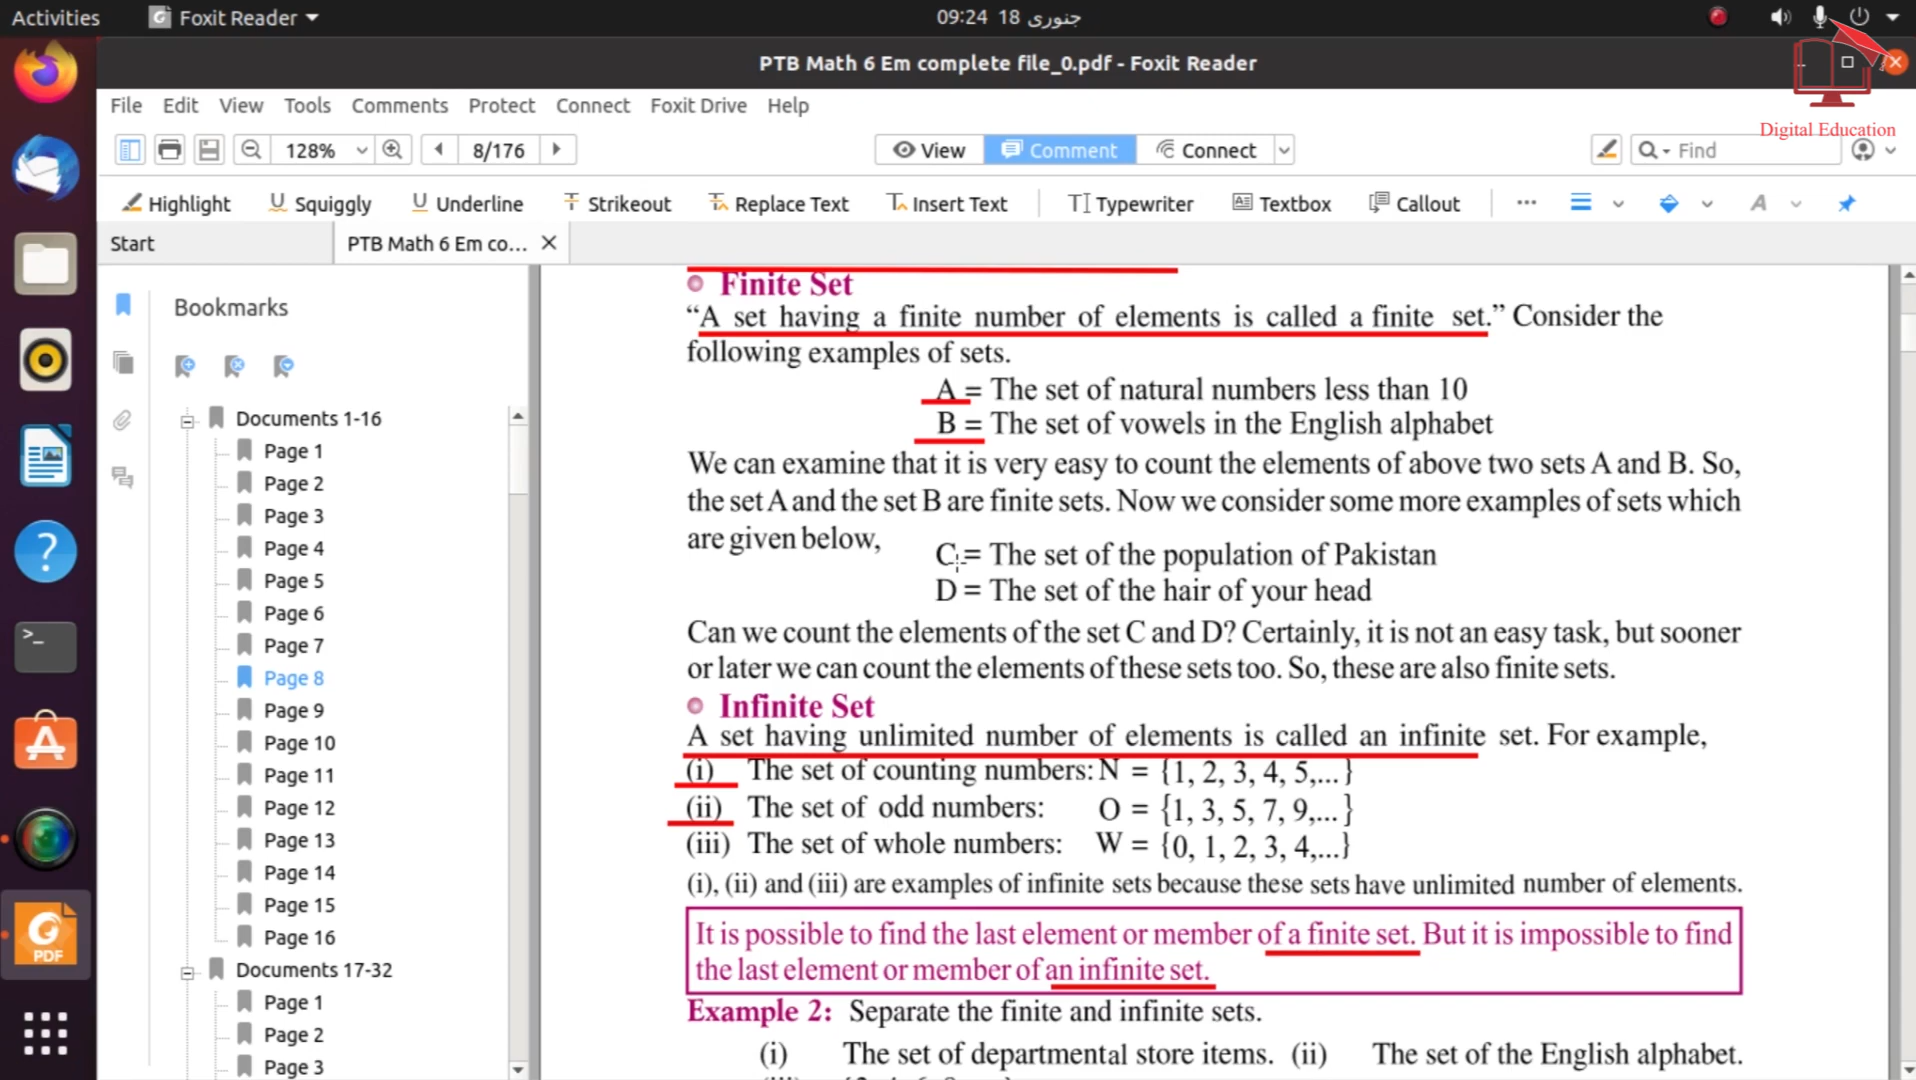 Activities
Foxit Reader
09:24 18 جنوری
PTB Math 6 Em complete file_0.pdf - Foxit Reader
Digital Education
File Edit View Tools Comments Protect Connect Foxit Drive Help
128%
8/176
View
Comment
Connect
Find
Highlight
Squiggly
Underline
Strikeout
Replace Text
Insert Text
Typewriter
Textbox
Callout
Start
PTB Math 6 Em co...
Bookmarks
Documents 1-16
Page 1
Page 2
Page 3
Page 4
Page 5
Page 6
Page 7
Page 8
Page 9
Page 10
Page 11
Page 12
Page 13
Page 14
Page 15
Page 16
Documents 17-32
Page 1
Page 2
Page 3
PDF
Finite Set
“A set having a finite number of elements is called a finite set.” Consider the
following examples of sets.
A = The set of natural numbers less than 10
B = The set of vowels in the English alphabet
We can examine that it is very easy to count the elements of above two sets A and B. So,
the set A and the set B are finite sets. Now we consider some more examples of sets which
are given below,
C = The set of the population of Pakistan
D = The set of the hair of your head
Can we count the elements of the set C and D? Certainly, it is not an easy task, but sooner
or later we can count the elements of these sets too. So, these are also finite sets.
Infinite Set
A set having unlimited number of elements is called an infinite set. For example,
(i) The set of counting numbers: N = {1, 2, 3, 4, 5,...}
(ii) The set of odd numbers: O = {1, 3, 5, 7, 9,...}
(iii) The set of whole numbers: W = {0, 1, 2, 3, 4,...}
(i), (ii) and (iii) are examples of infinite sets because these sets have unlimited number of elements.
It is possible to find the last element or member of a finite set. But it is impossible to find
the last element or member of an infinite set.
Example 2: Separate the finite and infinite sets.
(i) The set of departmental store items. (ii) The set of the English alphabet.